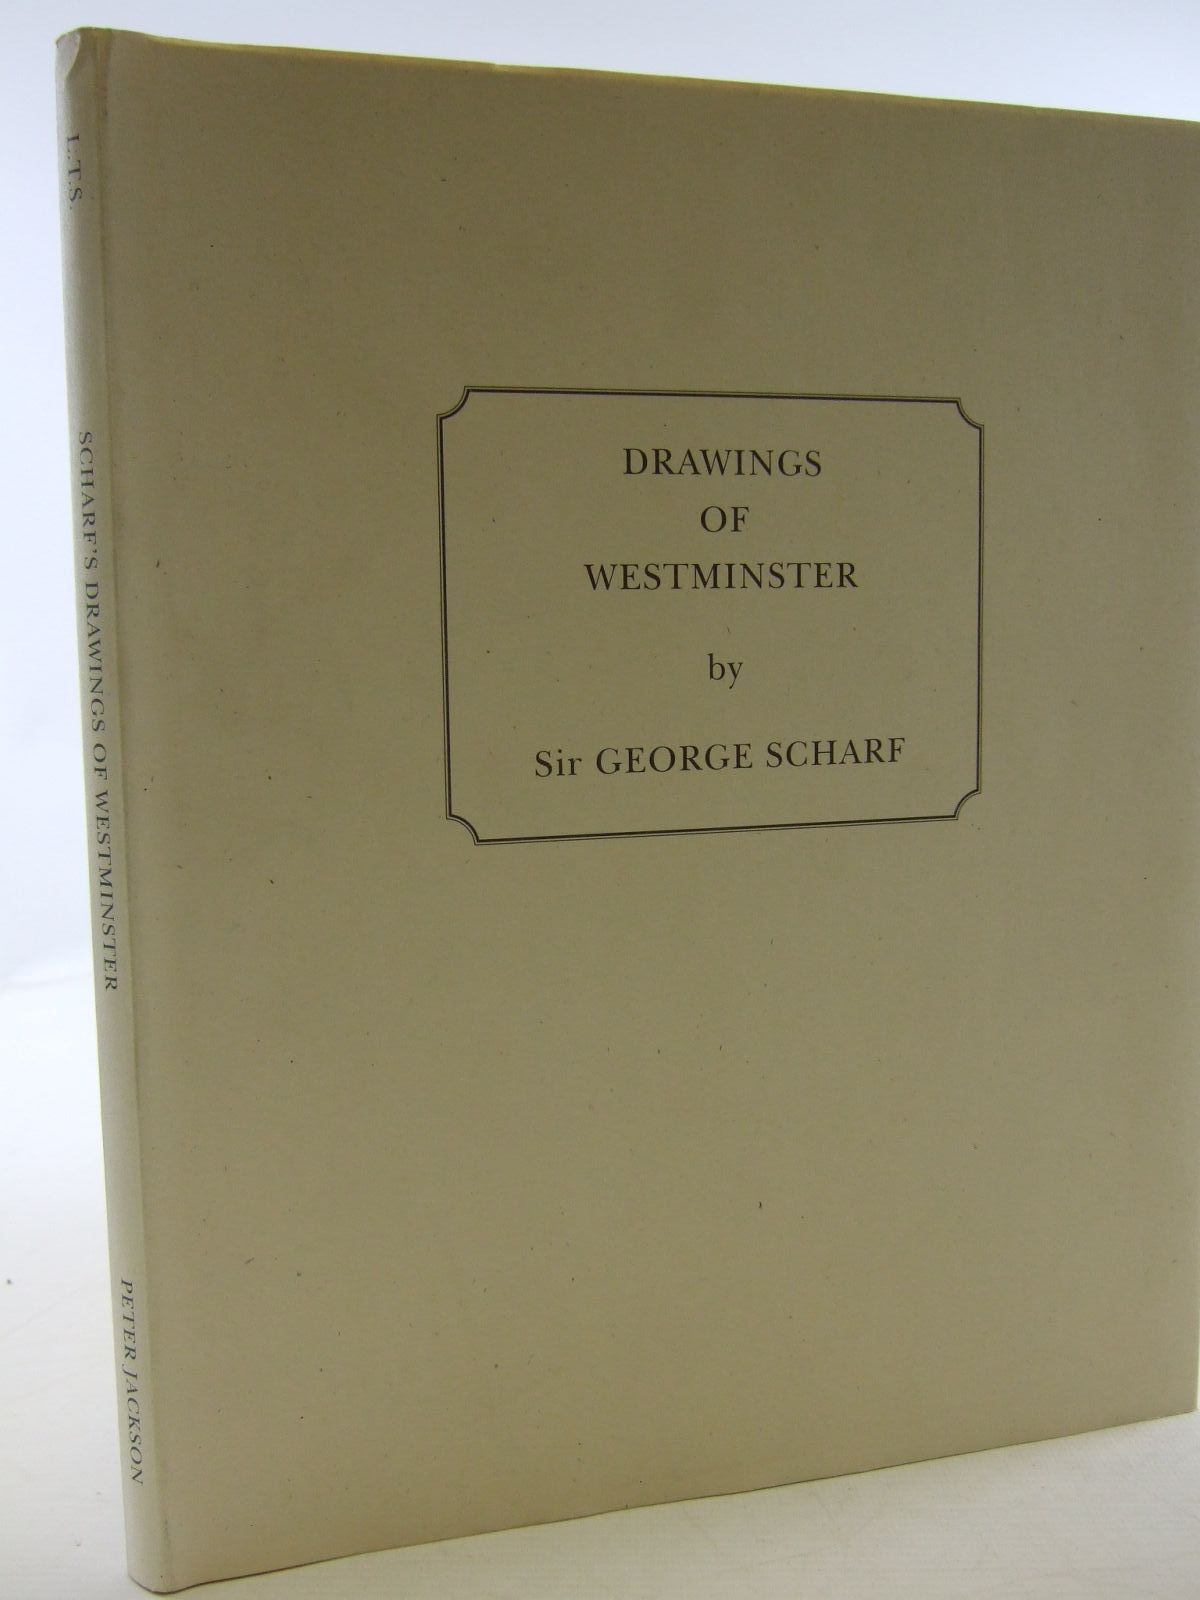 L.T.S.
SCHARF'S DRAWINGS OF WESTMINSTER
PETER JACKSON
DRAWINGS
OF
WESTMINSTER
by
Sir GEORGE SCHARF